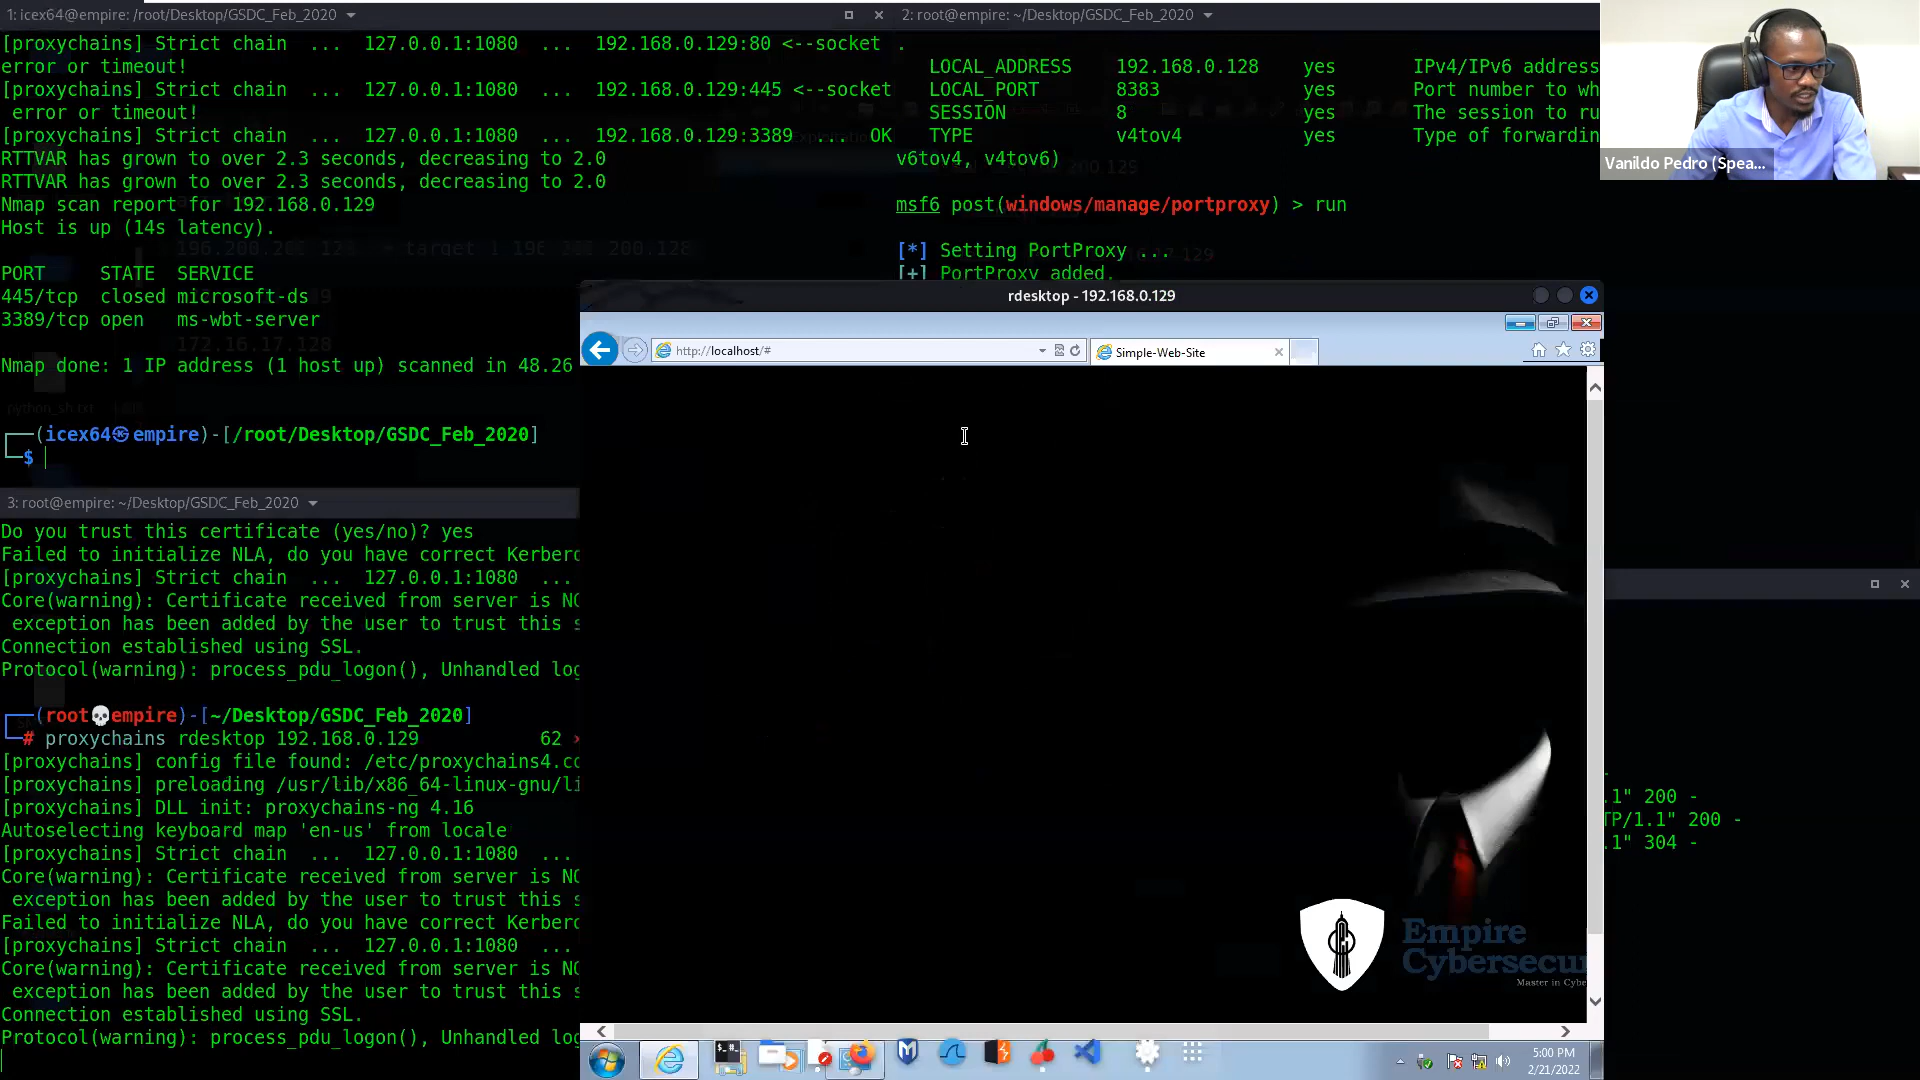 1: icex64@empire: /root/Desktop/GSDC_Feb_2020
[proxychains] Strict chain  ...  127.0.0.1:1080  ...  192.168.0.129:80 <--socket
error or timeout!
[proxychains] Strict chain  ...  127.0.0.1:1080  ...  192.168.0.129:445 <--socket
error or timeout!
[proxychains] Strict chain  ...  127.0.0.1:1080  ...  192.168.0.129:3389  ...  OK
RTTVAR has grown to over 2.3 seconds, decreasing to 2.0
RTTVAR has grown to over 2.3 seconds, decreasing to 2.0
Nmap scan report for 192.168.0.129
Host is up (14s latency).
PORT     STATE  SERVICE
445/tcp  closed microsoft-ds
3389/tcp open   ms-wbt-server
Nmap done: 1 IP address (1 host up) scanned in 48.26
(icex64㉿empire)-[/root/Desktop/GSDC_Feb_2020]
$
2: root@empire: ~/Desktop/GSDC_Feb_2020
.
LOCAL_ADDRESS    192.168.0.128    yes    IPv4/IPv6 address
LOCAL_PORT       8383             yes    Port number to wh
SESSION          8                yes    The session to ru
TYPE             v4tov4           yes    Type of forwardin
v6tov4, v4tov6)
msf6 post(windows/manage/portproxy) > run
[*] Setting PortProxy ...
[+] PortProxy added.
Vanildo Pedro (Spea...
3: root@empire: ~/Desktop/GSDC_Feb_2020
Do you trust this certificate (yes/no)? yes
Failed to initialize NLA, do you have correct Kerber
[proxychains] Strict chain  ...  127.0.0.1:1080  ...
Core(warning): Certificate received from server is NO
exception has been added by the user to trust this s
Connection established using SSL.
Protocol(warning): process_pdu_logon(), Unhandled log
(root💀empire)-[~/Desktop/GSDC_Feb_2020]
# proxychains rdesktop 192.168.0.129           62
[proxychains] config file found: /etc/proxychains4.co
[proxychains] preloading /usr/lib/x86_64-linux-gnu/li
[proxychains] DLL init: proxychains-ng 4.16
Autoselecting keyboard map 'en-us' from locale
[proxychains] Strict chain  ...  127.0.0.1:1080  ...
Core(warning): Certificate received from server is NO
exception has been added by the user to trust this s
Failed to initialize NLA, do you have correct Kerber
[proxychains] Strict chain  ...  127.0.0.1:1080  ...
Core(warning): Certificate received from server is NO
exception has been added by the user to trust this s
Connection established using SSL.
Protocol(warning): process_pdu_logon(), Unhandled log
rdesktop - 192.168.0.129
http://localhost/#
Simple-Web-Site
Empire
Cybersecu
Master in Cybe
.1" 200 -
TP/1.1" 200 -
.1" 304 -
5:00 PM
2/21/2022